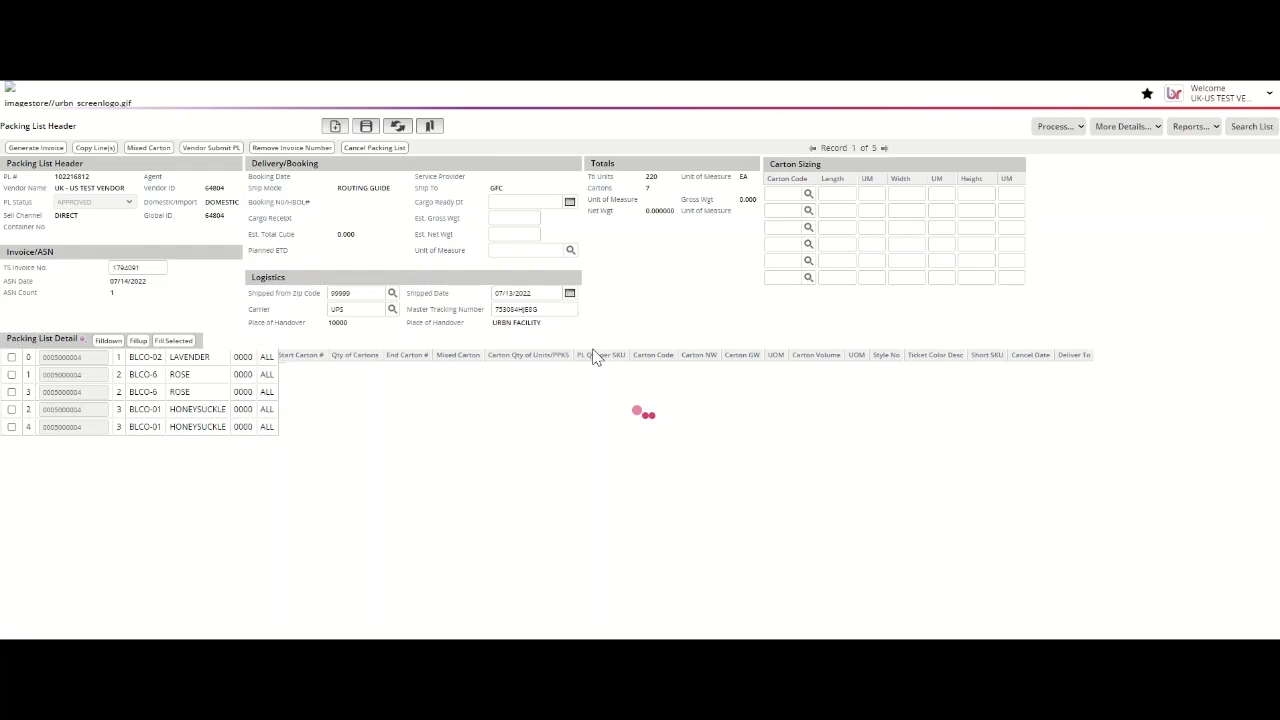 imagestore//urbn_screenlogo.gif
Welcome
UK-US TEST VE...
Packing List Header
Process... More Details... Reports... Search List
Generate Invoice Copy Line(s) Mixed Carton Vendor Submit PL Remove Invoice Number Cancel Packing List
Record 1 of 5
Packing List Header
PL # 102216812 Agent
Vendor Name UK - US TEST VENDOR Vendor ID 64804
PL Status APPROVED Domestic/Import DOMESTIC
Sell Channel DIRECT Global ID 64804
Container No
Invoice/ASN
TS Invoice No. 1794091
ASN Date 07/14/2022
ASN Count 1
Delivery/Booking
Booking Date Service Provider
Ship Mode ROUTING GUIDE Ship To GFC
Booking No/HBOL# Cargo Ready Dt
Cargo Receipt Est. Gross Wgt
Est. Total Cube 0.000 Est. Net Wgt
Planned ETD Unit of Measure
Logistics
Shipped from Zip Code 99999 Shipped Date 07/13/2022
Carrier UPS Master Tracking Number 753084HJE8G
Place of Handover 10000 Place of Handover URBN FACILITY
Totals
Ttl Units 220 Unit of Measure EA
Cartons 7
Unit of Measure Gross Wgt 0.000
Net Wgt 0.000000 Unit of Measure
Carton Sizing
Carton Code Length UM Width UM Height UM
Packing List Detail Filldown Fillup Fill Selected
Start Carton # Qty of Cartons End Carton # Mixed Carton Carton Qty of Units/PPKS PL Q SKU Carton Code Carton NW Carton GW UOM Carton Volume UOM Style No Ticket Color Desc Short SKU Cancel Date Deliver To
0 0005000004 1 BLCO-02 LAVENDER 0000 ALL
1 0005000004 2 BLCO-6 ROSE 0000 ALL
3 0005000004 2 BLCO-6 ROSE 0000 ALL
2 0005000004 3 BLCO-01 HONEYSUCKLE 0000 ALL
4 0005000004 3 BLCO-01 HONEYSUCKLE 0000 ALL